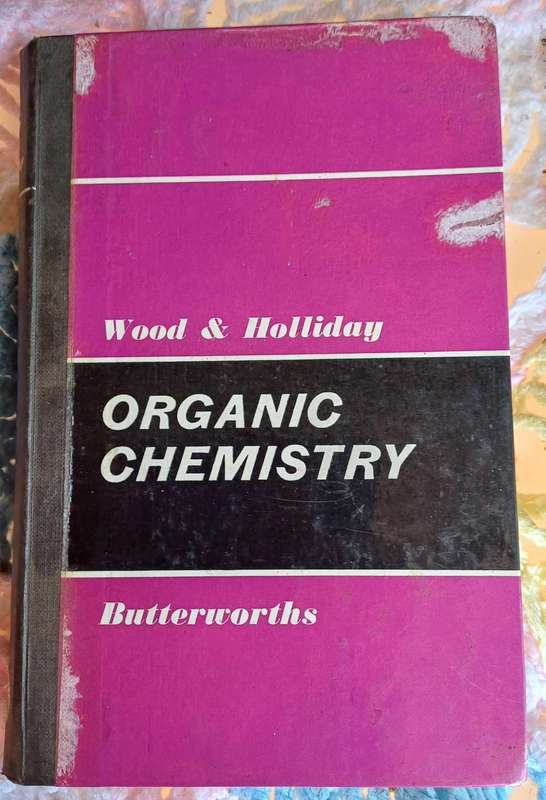 Wood & Holliday
ORGANIC
CHEMISTRY
Butterworths